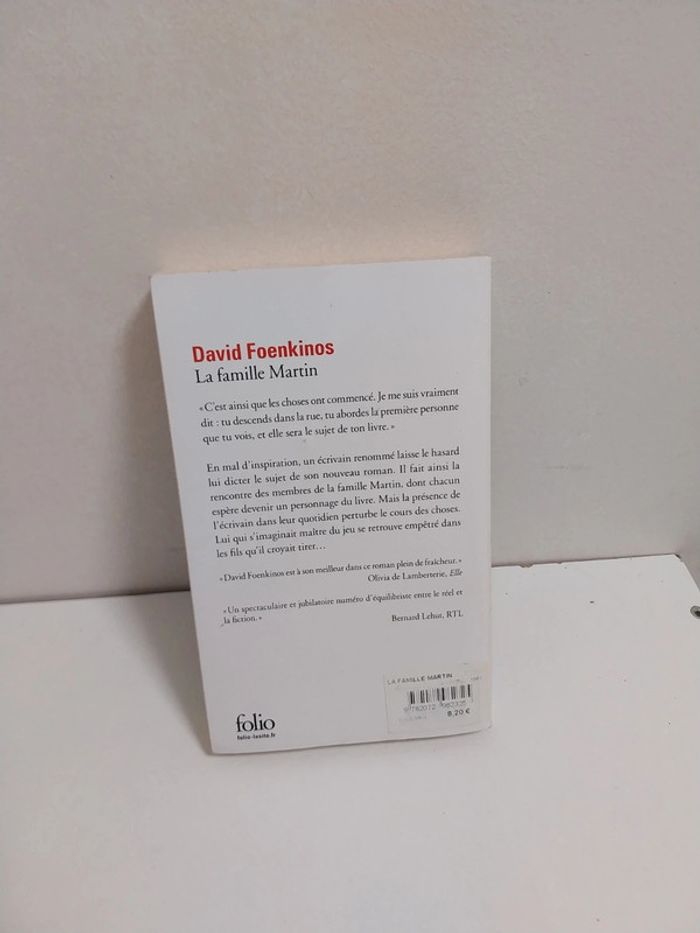 David Foenkinos
La famille Martin
« C'est ainsi que les choses ont commencé. Je me suis vraiment
dit : tu descends dans la rue, tu abordes la première personne
que tu vois, et elle sera le sujet de ton livre. »
En mal d'inspiration, un écrivain renommé laisse le hasard
lui dicter le sujet de son nouveau roman. Il fait ainsi la
rencontre des membres de la famille Martin, dont chacun
espère devenir un personnage du livre. Mais la présence de
l'écrivain dans leur quotidien perturbe le cours des choses.
Lui qui s'imaginait maître du jeu se retrouve empêtré dans
les fils qu'il croyait tirer…
« David Foenkinos est à son meilleur dans ce roman plein de fraîcheur. »
Olivia de Lamberterie, Elle
« Un spectaculaire et jubilatoire numéro d'équilibriste entre le réel et
la fiction. »
Bernard Lehut, RTL
LA FAMILLE MARTIN
8,20 €
folio
folio-lesite.fr